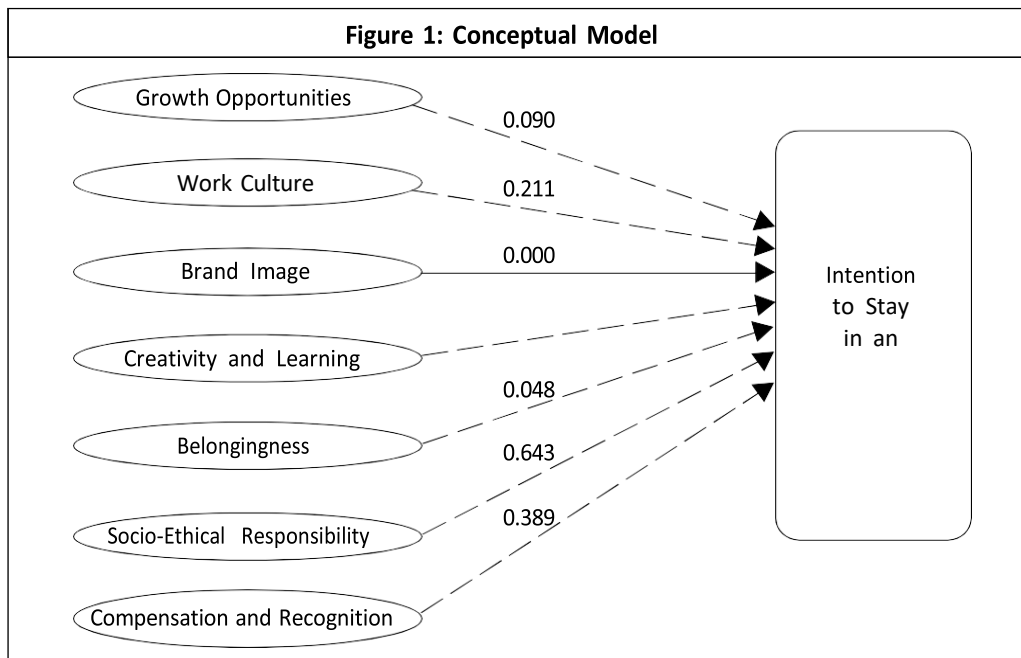 Figure 1: Conceptual Model
Growth Opportunities
0.090
Work Culture
0.211
Brand Image
0.000
Creativity and Learning
0.048
Belongingness
0.643
Socio-Ethical Responsibility
0.389
Compensation and Recognition
Intention
to Stay
in an